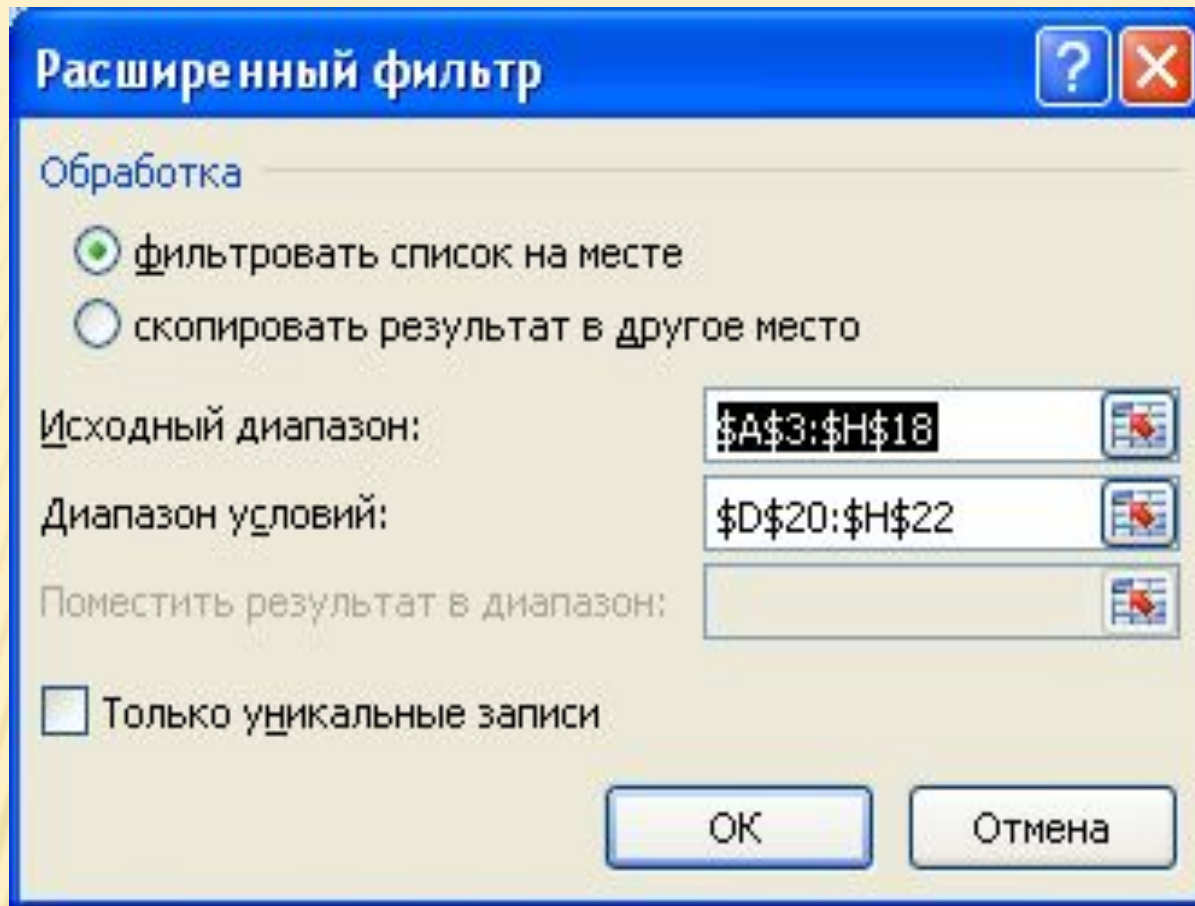 Расширенный фильтр
?
Обработка
фильтровать список на месте
скопировать результат в другое место
Исходный диапазон: $A$3:$H$18
Диапазон условий: $D$20:$H$22
Поместить результат в диапазон:
Только уникальные записи
ОК Отмена